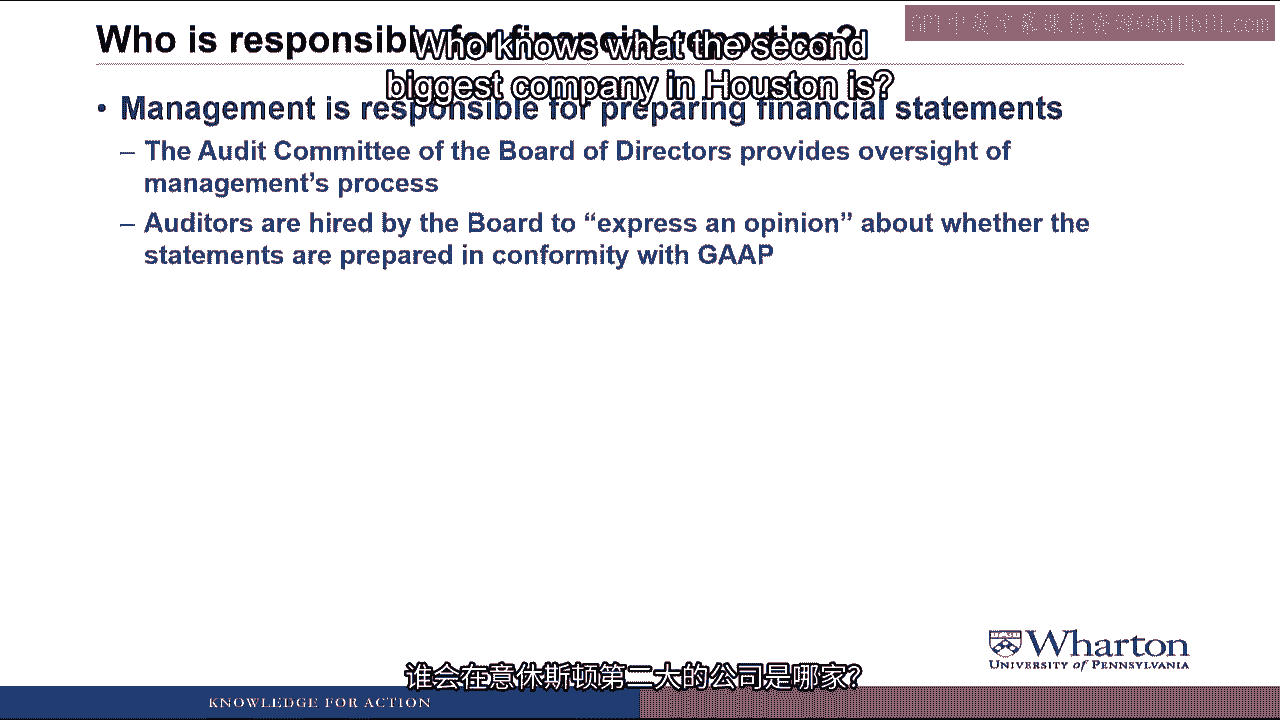 Who is responsible for financial reporting?
Who knows what the second
biggest company in Houston is?
• Management is responsible for preparing financial statements
– The Audit Committee of the Board of Directors provides oversight of
management's process
– Auditors are hired by the Board to “express an opinion” about whether the
statements are prepared in conformity with GAAP
Wharton
UNIVERSITY of PENNSYLVANIA
谁会在意休斯顿第二大的公司是哪家?
KNOWLEDGE FOR ACTION